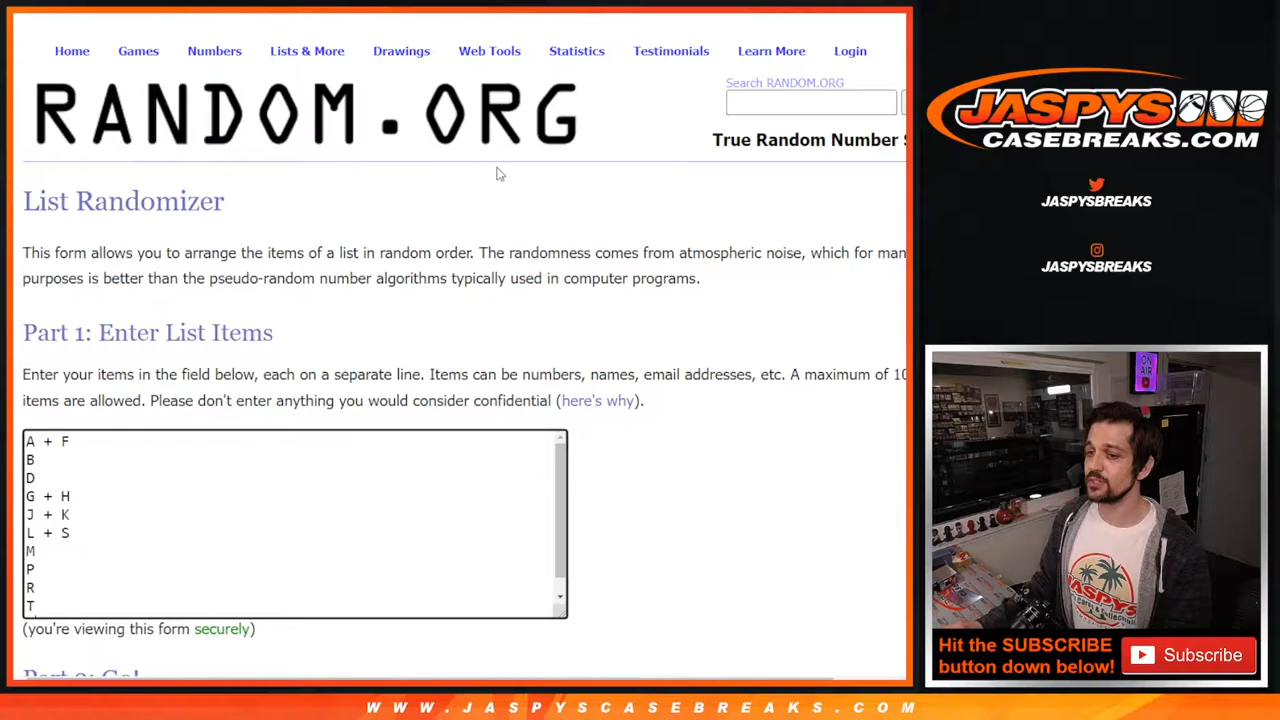 Home Games Numbers Lists & More Drawings Web Tools Statistics Testimonials Learn More Login
RANDOM.ORG
Search RANDOM.ORG
True Random Number S
List Randomizer
This form allows you to arrange the items of a list in random order. The randomness comes from atmospheric noise, which for man
purposes is better than the pseudo-random number algorithms typically used in computer programs.
Part 1: Enter List Items
Enter your items in the field below, each on a separate line. Items can be numbers, names, email addresses, etc. A maximum of 10
items are allowed. Please don't enter anything you would consider confidential (here's why).
A + F
B
D
G + H
J + K
L + S
M
P
R
T
(you're viewing this form securely)
Part 2: Go!
JASPYS
CASEBREAKS.COM
JASPYSBREAKS
JASPYSBREAKS
ON
AIR
JASPYS
Hit the SUBSCRIBE
button down below!
Subscribe
WWW.JASPYSCASEBREAKS.COM